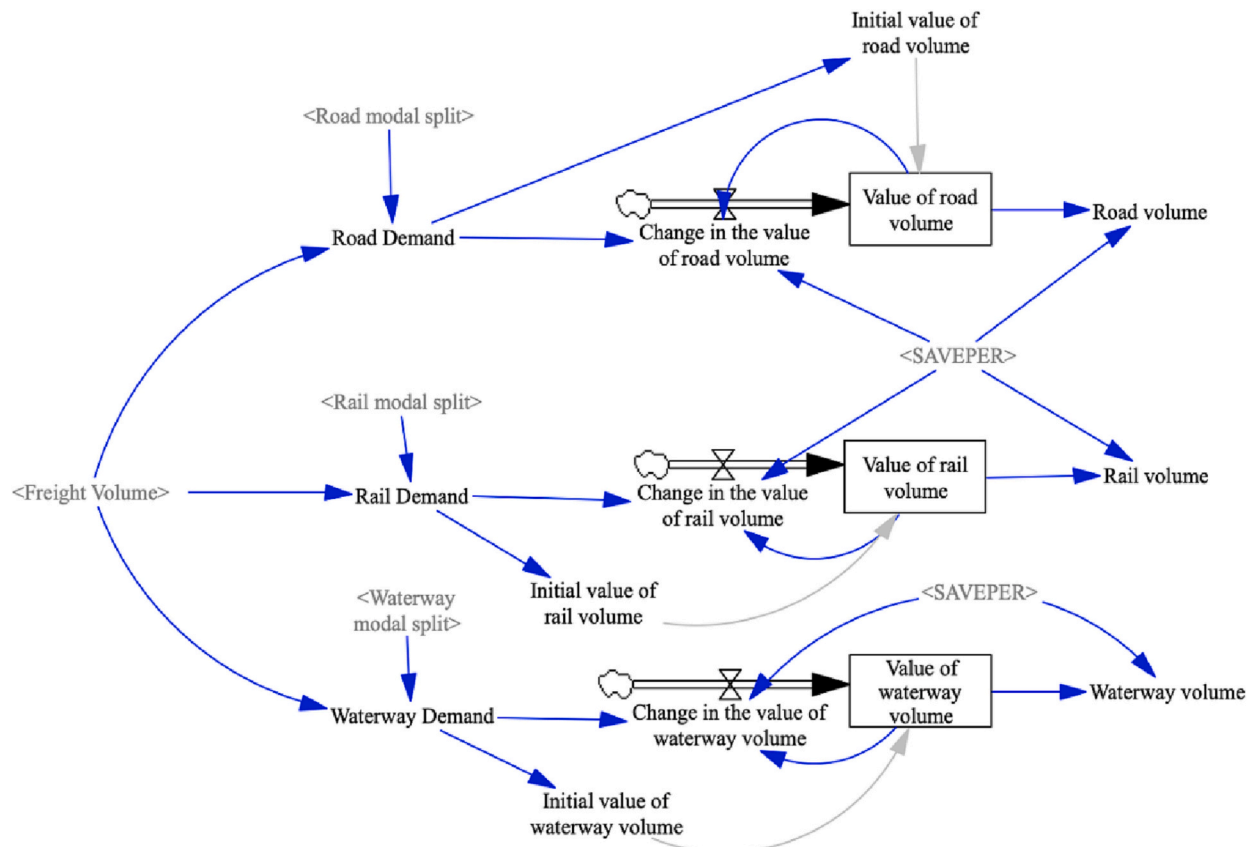 Initial value of
road volume
<Road modal split>
Value of road
volume
Road Demand
Change in the value
of road volume
Road volume
<SAVEPER>
<Rail modal split>
Value of rail
volume
<Freight Volume>
Rail Demand
Change in the value
of rail volume
Rail volume
Initial value of
rail volume
<SAVEPER>
<Waterway
modal split>
Value of
waterway
volume
Waterway Demand
Change in the value of
waterway volume
Waterway volume
Initial value of
waterway volume